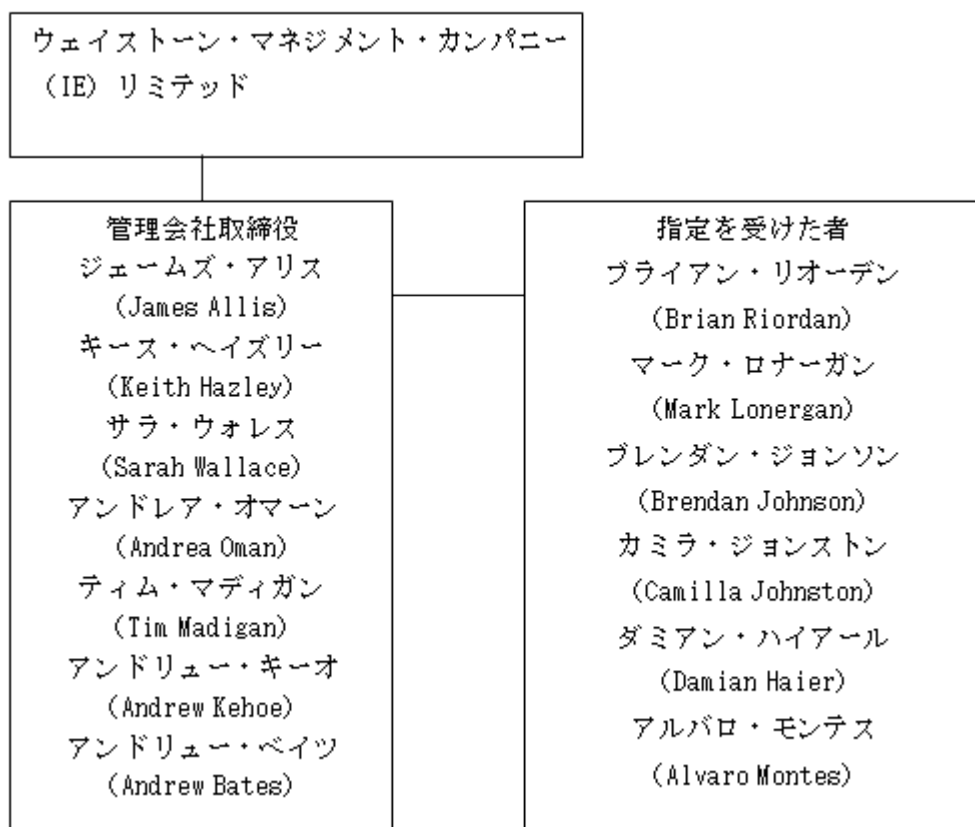 ウェイストーン・マネジメント・カンパニー
(IE) リミテッド
管理会社取締役
ジェームズ・アリス
(James Allis)
キース・ヘイズリー
(Keith Hazley)
サラ・ウォレス
(Sarah Wallace)
アンドレア・オマーン
(Andrea Oman)
ティム・マディガン
(Tim Madigan)
アンドリュー・キーオ
(Andrew Kehoe)
アンドリュー・ベイツ
(Andrew Bates)
指定を受けた者
ブライアン・リオーデン
(Brian Riordan)
マーク・ロナーガン
(Mark Lonergan)
ブレンダン・ジョンソン
(Brendan Johnson)
カミラ・ジョンストン
(Camilla Johnston)
ダミアン・ハイアール
(Damian Haier)
アルバロ・モンテス
(Alvaro Montes)